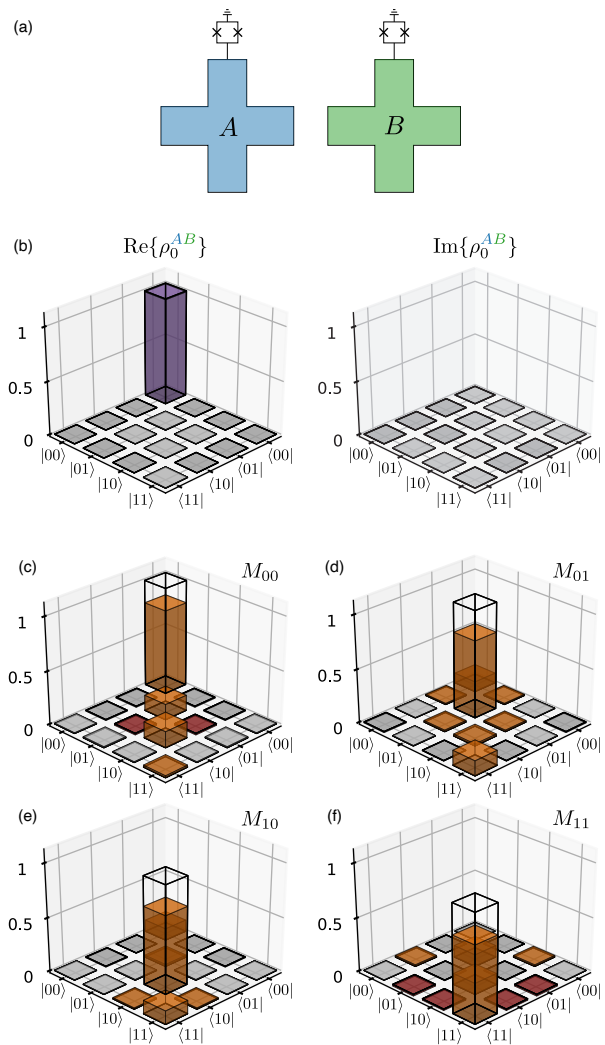 (a)
A B
(b) Re{ρ₀ᴬᴮ} Im{ρ₀ᴬᴮ}
1 1
0.5 0.5
0 0
|00⟩ ⟨00| |00⟩ ⟨00|
|01⟩ ⟨01| |01⟩ ⟨01|
|10⟩ ⟨10| |10⟩ ⟨10|
|11⟩ ⟨11| |11⟩ ⟨11|
(c) M₀₀ (d) M₀₁
1 1
0.5 0.5
0 0
|00⟩ ⟨00| |00⟩ ⟨00|
|01⟩ ⟨01| |01⟩ ⟨01|
|10⟩ ⟨10| |10⟩ ⟨10|
|11⟩ ⟨11| |11⟩ ⟨11|
(e) M₁₀ (f) M₁₁
1 1
0.5 0.5
0 0
|00⟩ ⟨00| |00⟩ ⟨00|
|01⟩ ⟨01| |01⟩ ⟨01|
|10⟩ ⟨10| |10⟩ ⟨10|
|11⟩ ⟨11| |11⟩ ⟨11|